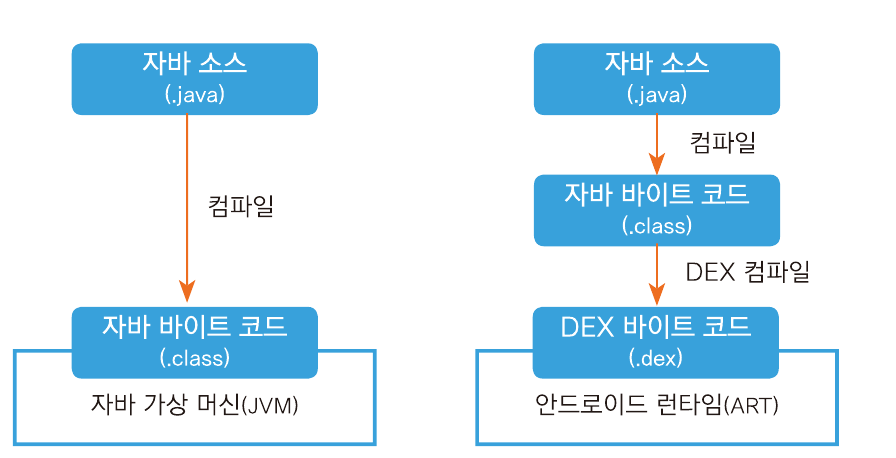 자바 소스
(.java)
컴파일
자바 바이트 코드
(.class)
자바 가상 머신(JVM)
자바 소스
(.java)
컴파일
자바 바이트 코드
(.class)
DEX 컴파일
DEX 바이트 코드
(.dex)
안드로이드 런타임(ART)